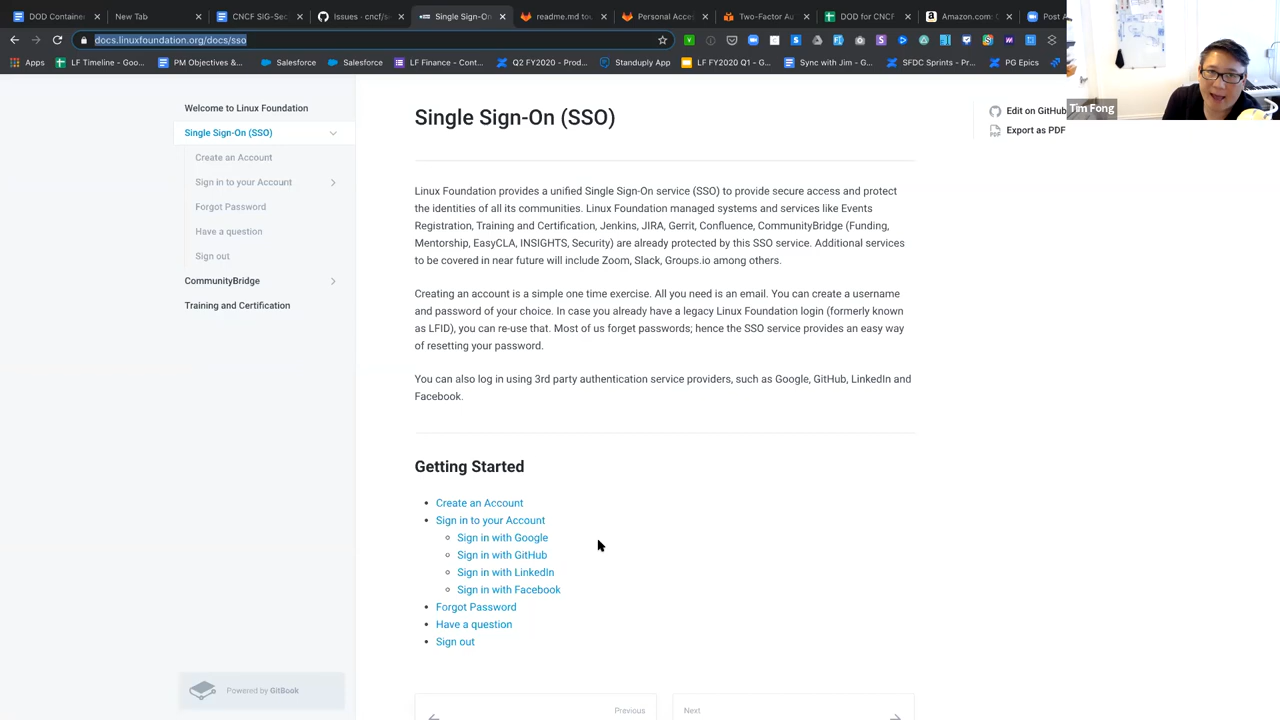 DOD Container
New Tab
CNCF SIG-Sec
Issues · cncf/s
Single Sign-On
readme.md to
Personal Acces
Two-Factor Au
DOD for CNCF
Amazon.com:
Post A
docs.linuxfoundation.org/docs/sso
Apps
LF Timeline - Goo...
PM Objectives &...
Salesforce
Salesforce
LF Finance - Cont...
Q2 FY2020 - Prod...
Standuply App
LF FY2020 Q1 - G...
Sync with Jim - G...
SFDC Sprints - Pr...
PG Epics
Tim Fong
Welcome to Linux Foundation
Single Sign-On (SSO)
Create an Account
Sign in to your Account
Forgot Password
Have a question
Sign out
CommunityBridge
Training and Certification
Powered by GitBook
Single Sign-On (SSO)
Edit on GitHub
Export as PDF
Linux Foundation provides a unified Single Sign-On service (SSO) to provide secure access and protect
the identities of all its communities. Linux Foundation managed systems and services like Events
Registration, Training and Certification, Jenkins, JIRA, Gerrit, Confluence, CommunityBridge (Funding,
Mentorship, EasyCLA, INSIGHTS, Security) are already protected by this SSO service. Additional services
to be covered in near future will include Zoom, Slack, Groups.io among others.
Creating an account is a simple one time exercise. All you need is an email. You can create a username
and password of your choice. In case you already have a legacy Linux Foundation login (formerly known
as LFID), you can re-use that. Most of us forget passwords; hence the SSO service provides an easy way
of resetting your password.
You can also log in using 3rd party authentication service providers, such as Google, GitHub, LinkedIn and
Facebook.
Getting Started
Create an Account
Sign in to your Account
Sign in with Google
Sign in with GitHub
Sign in with LinkedIn
Sign in with Facebook
Forgot Password
Have a question
Sign out
Previous
Next